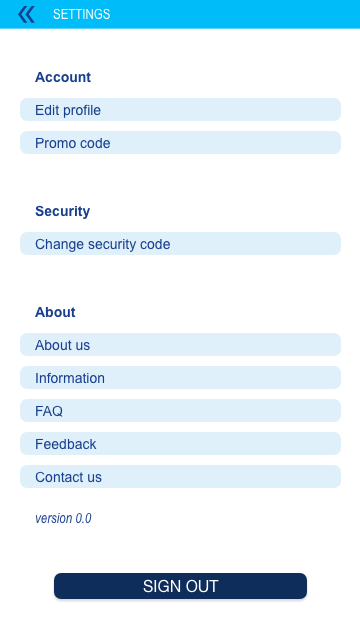 SETTINGS
Account
Edit profile
Promo code
Security
Change security code
About
About us
Information
FAQ
Feedback
Contact us
version 0.0
SIGN OUT